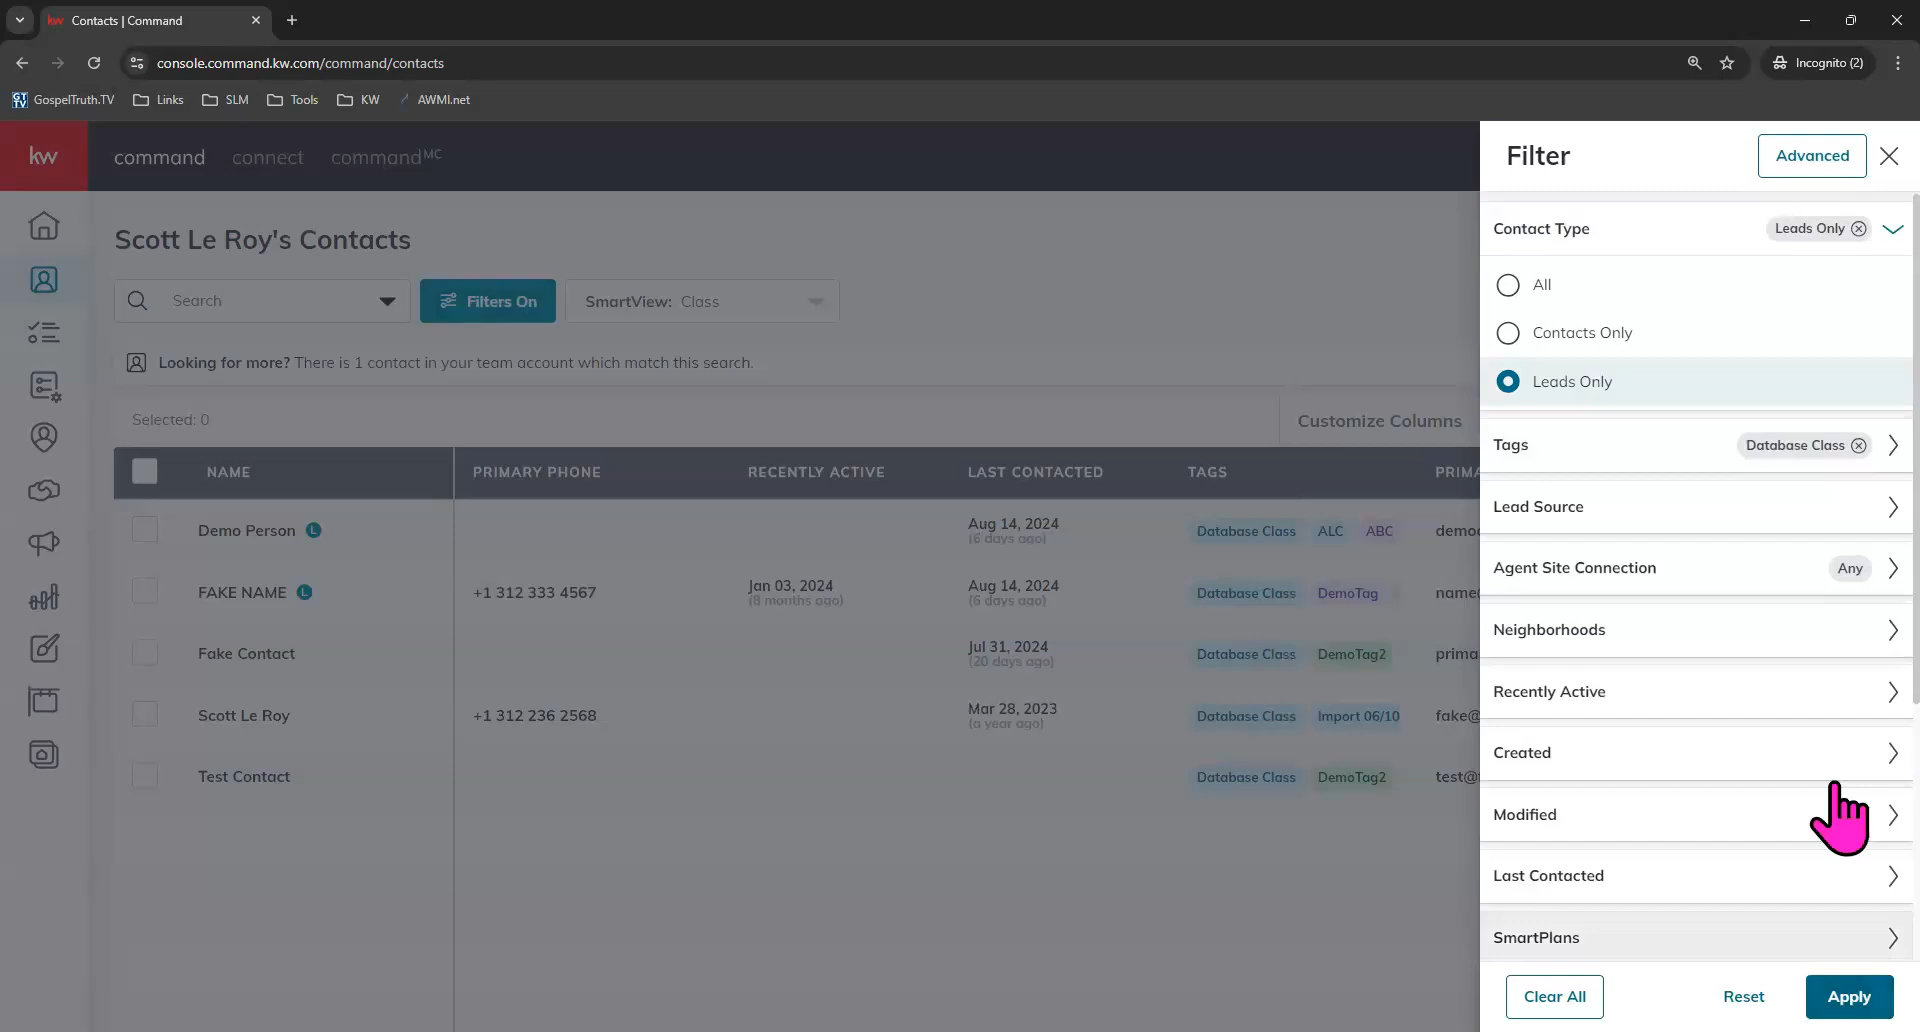 Contacts | Command
console.command.kw.com/command/contacts
Incognito (2)
GospelTruth.TV
Links
SLM
Tools
KW
AWMI.net
kw
command
connect
commandMC
Scott Le Roy's Contacts
Search
Filters On
SmartView: Class
Looking for more? There is 1 contact in your team account which match this search.
Selected: 0
Customize Columns
NAME PRIMARY PHONE RECENTLY ACTIVE LAST CONTACTED TAGS PRIMA
Demo Person L Aug 14, 2024 Database Class ALC ABC democ
(6 days ago)
FAKE NAME L +1 312 333 4567 Jan 03, 2024 Aug 14, 2024 Database Class DemoTag name@
(8 months ago) (6 days ago)
Fake Contact Jul 31, 2024 Database Class DemoTag2 prima
(20 days ago)
Scott Le Roy +1 312 236 2568 Mar 28, 2023 Database Class Import 06/10 fake@
(a year ago)
Test Contact Database Class DemoTag2 test@
Filter
Advanced
Contact Type
Leads Only
All
Contacts Only
Leads Only
Tags
Database Class
Lead Source
Agent Site Connection
Any
Neighborhoods
Recently Active
Created
Modified
Last Contacted
SmartPlans
Clear All
Reset
Apply